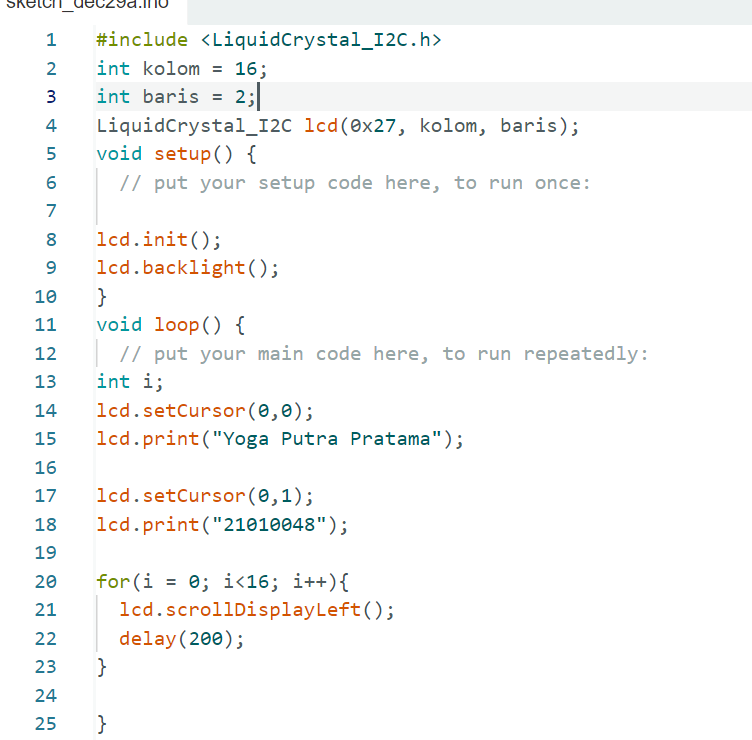 sketch_dec29a.ino
1 #include <LiquidCrystal_I2C.h>
2 int kolom = 16;
3 int baris = 2;
4 LiquidCrystal_I2C lcd(0x27, kolom, baris);
5 void setup() {
6   // put your setup code here, to run once:
7
8 lcd.init();
9 lcd.backlight();
10 }
11 void loop() {
12   // put your main code here, to run repeatedly:
13 int i;
14 lcd.setCursor(0,0);
15 lcd.print("Yoga Putra Pratama");
16
17 lcd.setCursor(0,1);
18 lcd.print("21010048");
19
20 for(i = 0; i<16; i++){
21   lcd.scrollDisplayLeft();
22   delay(200);
23 }
24
25 }